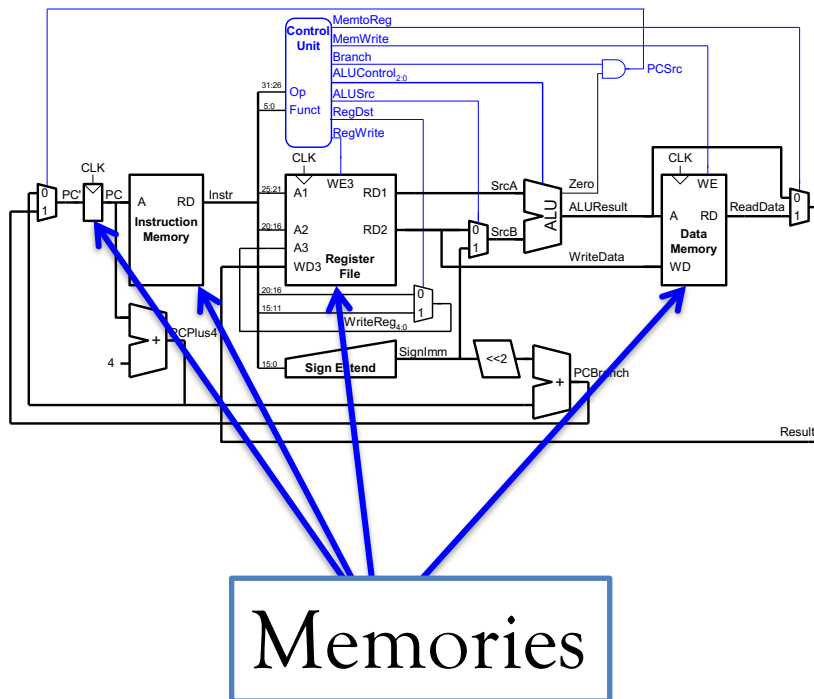 MemtoReg
Control
Unit
MemWrite
Branch
ALUControl2:0
PCSrc
31:26
Op
ALUSrc
5:0
Funct
RegDst
RegWrite
CLK
CLK
CLK
0
1
PC'
PC
A
RD
Instr
Instruction
Memory
25:21
A1
WE3
RD1
SrcA
Zero
ALU
ALUResult
WE
A
RD
ReadData
0
1
20:16
A2
RD2
0
1
SrcB
Data
Memory
A3
WD3
Register
File
WriteData
WD
20:16
0
15:11
1
WriteReg4:0
PCPlus4
+
4
SignImm
15:0
Sign Extend
<<2
+
PCBranch
Result
Memories